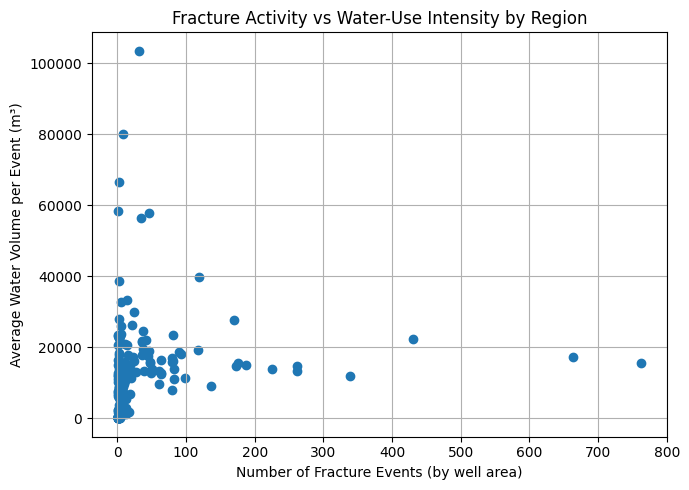 Fracture Activity vs Water-Use Intensity by Region
Average Water Volume per Event (m³)
100000
80000
60000
40000
20000
0
0 100 200 300 400 500 600 700 800
Number of Fracture Events (by well area)